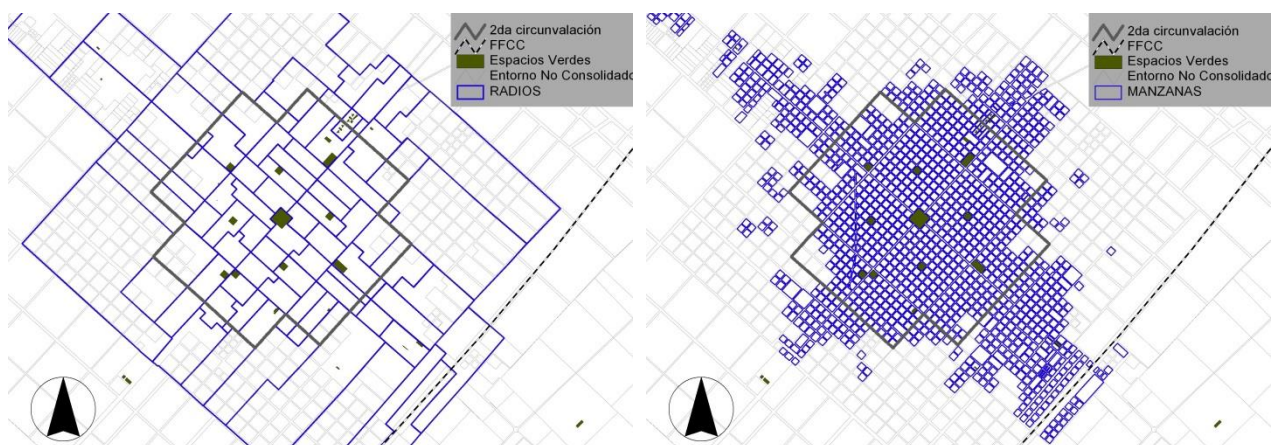 2da circunvalación
FFCC
Espacios Verdes
Entorno No Consolidado
RADIOS
2da circunvalación
FFCC
Espacios Verdes
Entorno No Consolidado
MANZANAS